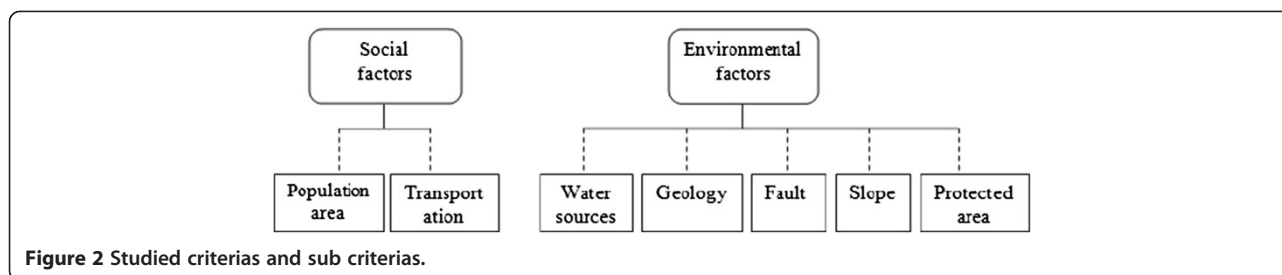 Social
factors
Environmental
factors
Population
area
Transport
ation
Water
sources
Geology
Fault
Slope
Protected
area
Figure 2 Studied criterias and sub criterias.